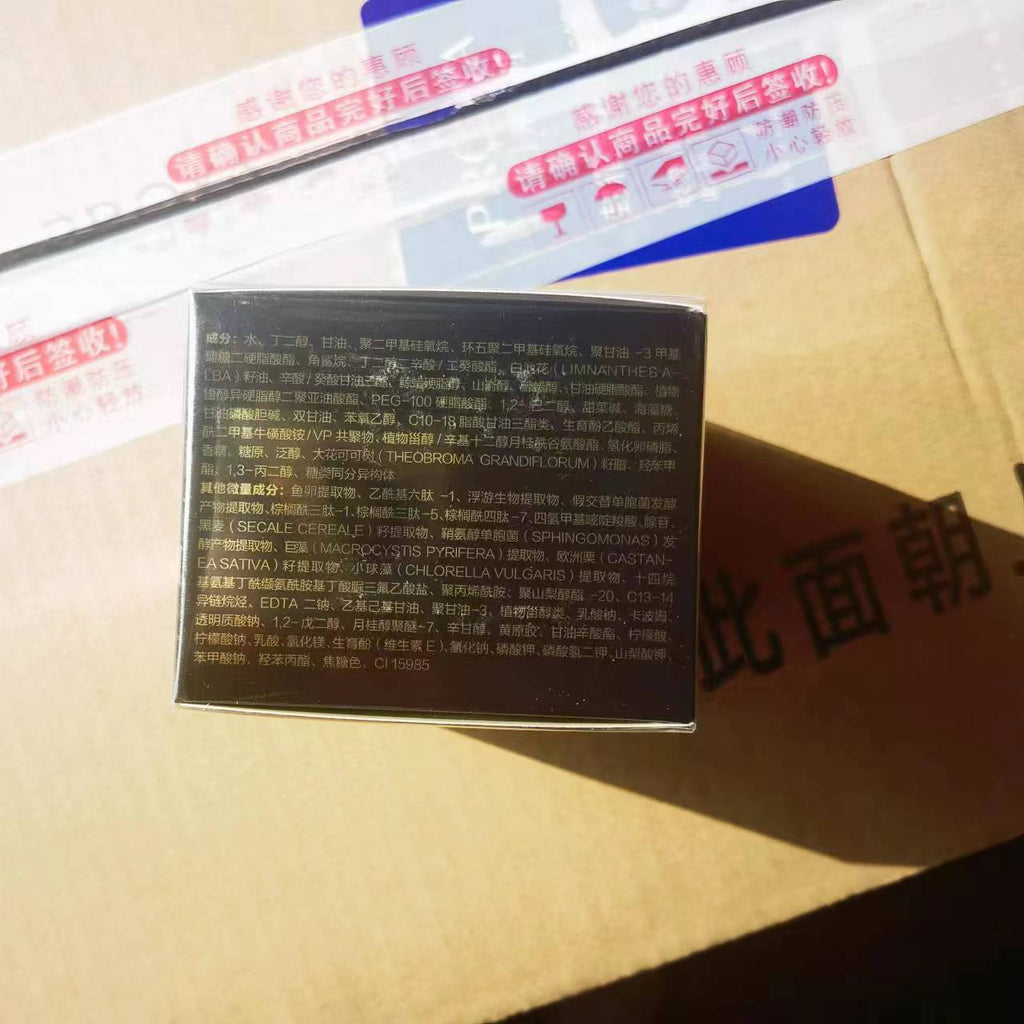 感谢您的惠顾
请确认商品完好后签收!
感谢您的惠顾
请确认商品完好后签收!
防潮防压
小心轻放
好后签收!
防潮防压
小心轻放
成分: 水、丁二醇、甘油、聚二甲基硅氧烷、环五聚二甲基硅氧烷、聚甘油-3 甲基
糖二硬脂酸酯、角鲨烷、丁二醇二辛酸/二癸酸酯、白池花(LIMNANTHES A-
LBA)籽油、辛酸/癸酸甘油三酯、鲸蜡硬脂醇、山嵛醇、鲸蜡醇、甘油硬脂酸酯、植物
甾醇异硬脂醇二聚亚油酸酯、PEG-100 硬脂酸酯、1,2-己二醇、甜菜碱、海藻糖、
甘油磷酸胆碱、双甘油、苯氧乙醇、C10-18 脂酸甘油三酯类、生育酚乙酸酯、丙烯
酰二甲基牛磺酸铵/VP 共聚物、植物甾醇/辛基十二醇月桂酰谷氨酸酯、氢化卵磷脂、
香精、糖原、泛醇、大花可可树(THEOBROMA GRANDIFLORUM)籽脂、羟苯甲
酯、1,3-丙二醇、糖类同分异构体
其他微量成分: 鱼卵提取物、乙酰基六肽-1、浮游生物提取物、假交替单胞菌发酵
产物提取物、棕榈酰三肽-1、棕榈酰三肽-5、棕榈酰四肽-7、四氢甲基嘧啶羧酸、腺苷、
黑麦(SECALE CEREALE)籽提取物、鞘氨醇单胞菌(SPHINGOMONAS)发
酵产物提取物、巨藻(MACROCYSTIS PYRIFERA)提取物、欧洲栗(CASTAN-
EA SATIVA)籽提取物、小球藻(CHLORELLA VULGARIS)提取物、十四烷
基氨基丁酰缬氨酰胺基丁酸脲三氟乙酸盐、聚丙烯酰胺、聚山梨醇酯-20、C13-14
异链烷烃、EDTA 二钠、乙基己基甘油、聚甘油-3、植物甾醇类、乳酸钠、卡波姆、
透明质酸钠、1,2-戊二醇、月桂醇聚醚-7、辛甘醇、黄原胶、甘油辛酸酯、柠檬酸、
柠檬酸钠、乳酸、氯化镁、生育酚(维生素E)、氯化钠、磷酸钾、磷酸氢二钾、山梨酸钾、
苯甲酸钠、羟苯丙酯、焦糖色、CI 15985
此面朝